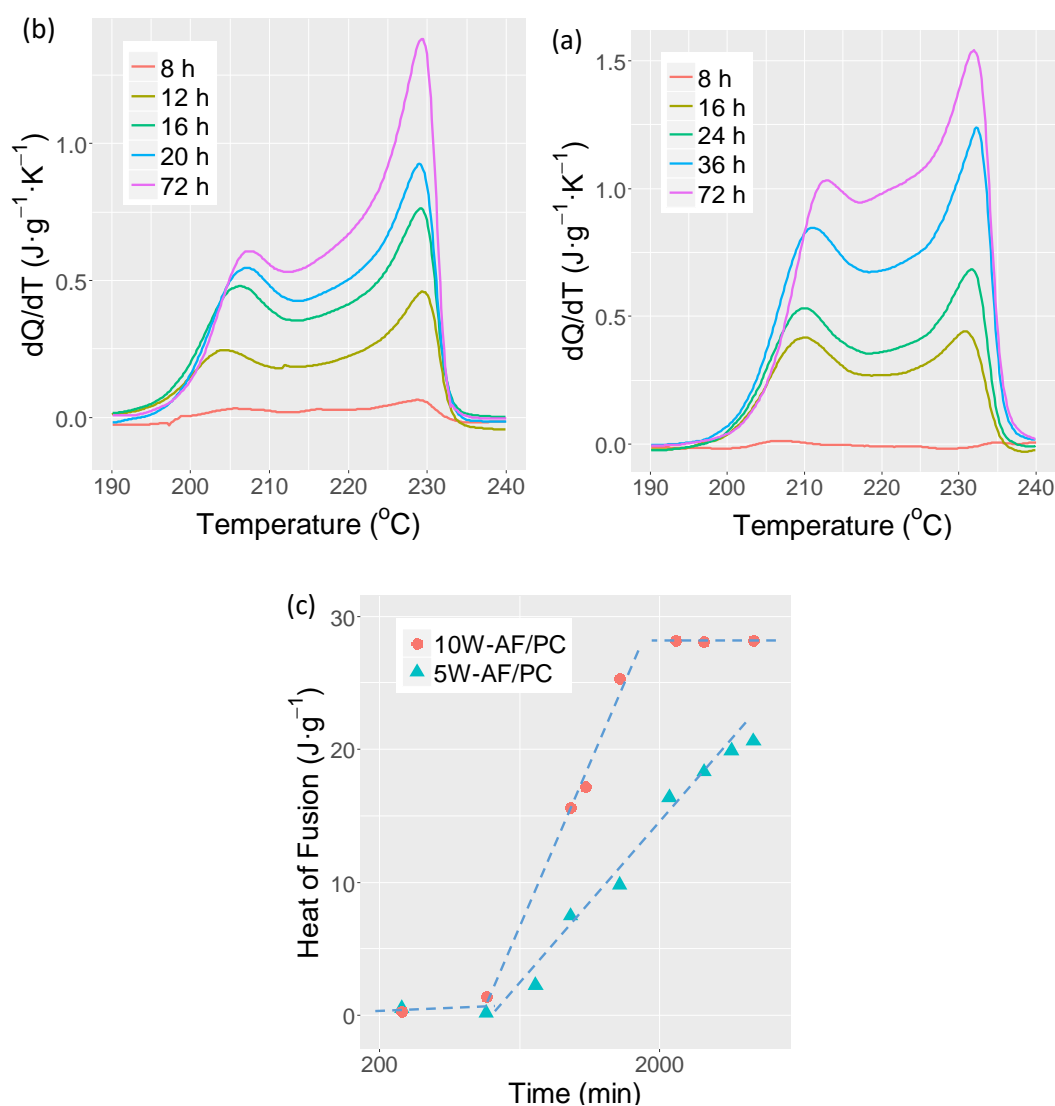 (b)
8 h
12 h
16 h
20 h
72 h
1.0
0.5
0.0
dQ/dT (J·g⁻¹·K⁻¹)
190 200 210 220 230 240
Temperature (°C)
(a)
8 h
16 h
24 h
36 h
72 h
1.5
1.0
0.5
0.0
dQ/dT (J·g⁻¹·K⁻¹)
190 200 210 220 230 240
Temperature (°C)
(c)
10W-AF/PC
5W-AF/PC
30
20
10
0
Heat of Fusion (J·g⁻¹)
200 2000
Time (min)